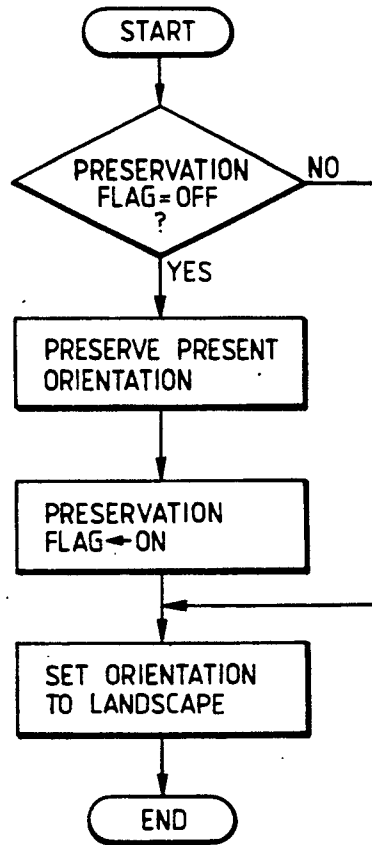 START
PRESERVATION
FLAG=OFF
?
NO
YES
PRESERVE PRESENT
ORIENTATION
PRESERVATION
FLAG←ON
SET ORIENTATION
TO LANDSCAPE
END